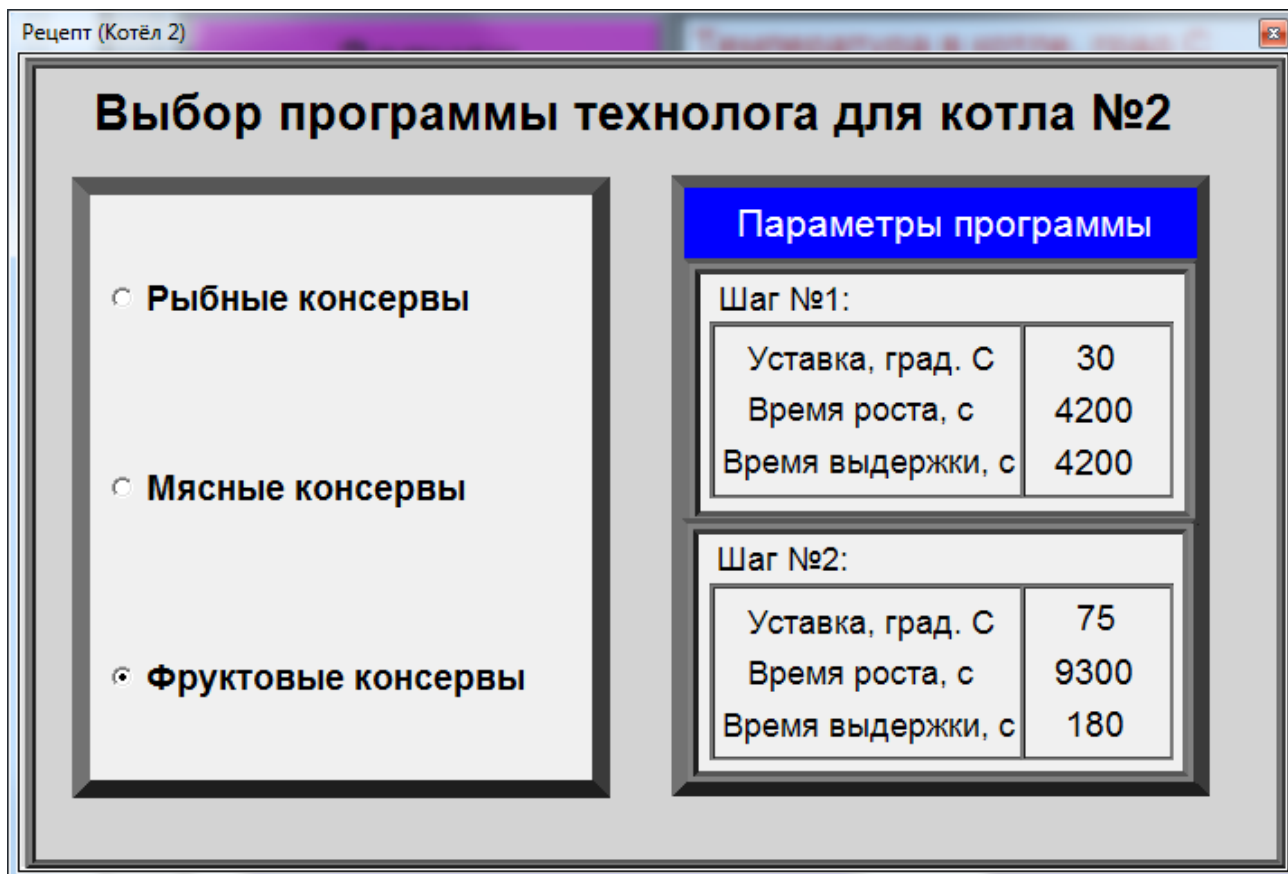 Рецепт (Котёл 2)
Выбор программы технолога для котла №2
Рыбные консервы
Мясные консервы
Фруктовые консервы
Параметры программы
Шаг №1:
Уставка, град. С 30
Время роста, с 4200
Время выдержки, с 4200
Шаг №2:
Уставка, град. С 75
Время роста, с 9300
Время выдержки, с 180